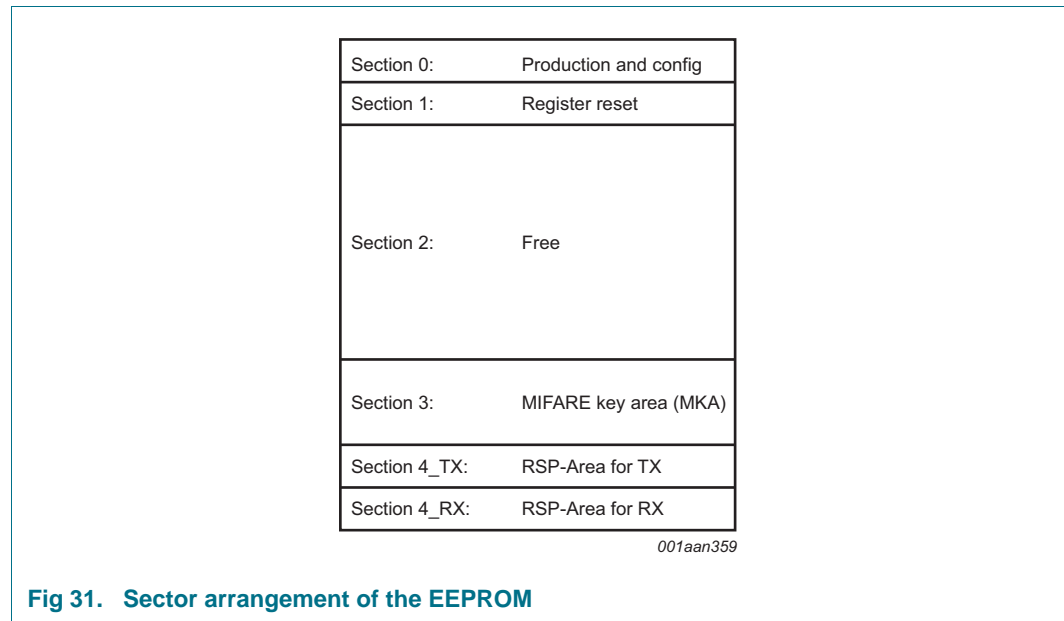 Section 0: Production and config
Section 1: Register reset
Section 2: Free
Section 3: MIFARE key area (MKA)
Section 4_TX: RSP-Area for TX
Section 4_RX: RSP-Area for RX
001aan359
Fig 31. Sector arrangement of the EEPROM